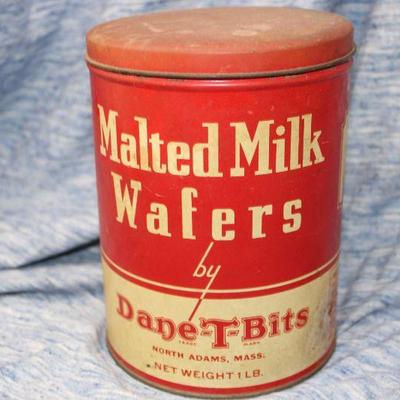 Malted Milk
Wafers
by
Dane-T-Bits
TRADE MARK
NORTH ADAMS, MASS.
NET WEIGHT 1 LB.